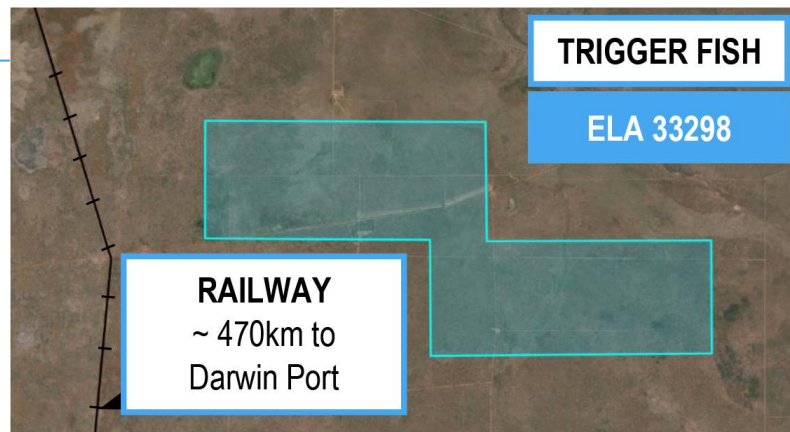 TRIGGER FISH
ELA 33298
RAILWAY
~ 470km to
Darwin Port